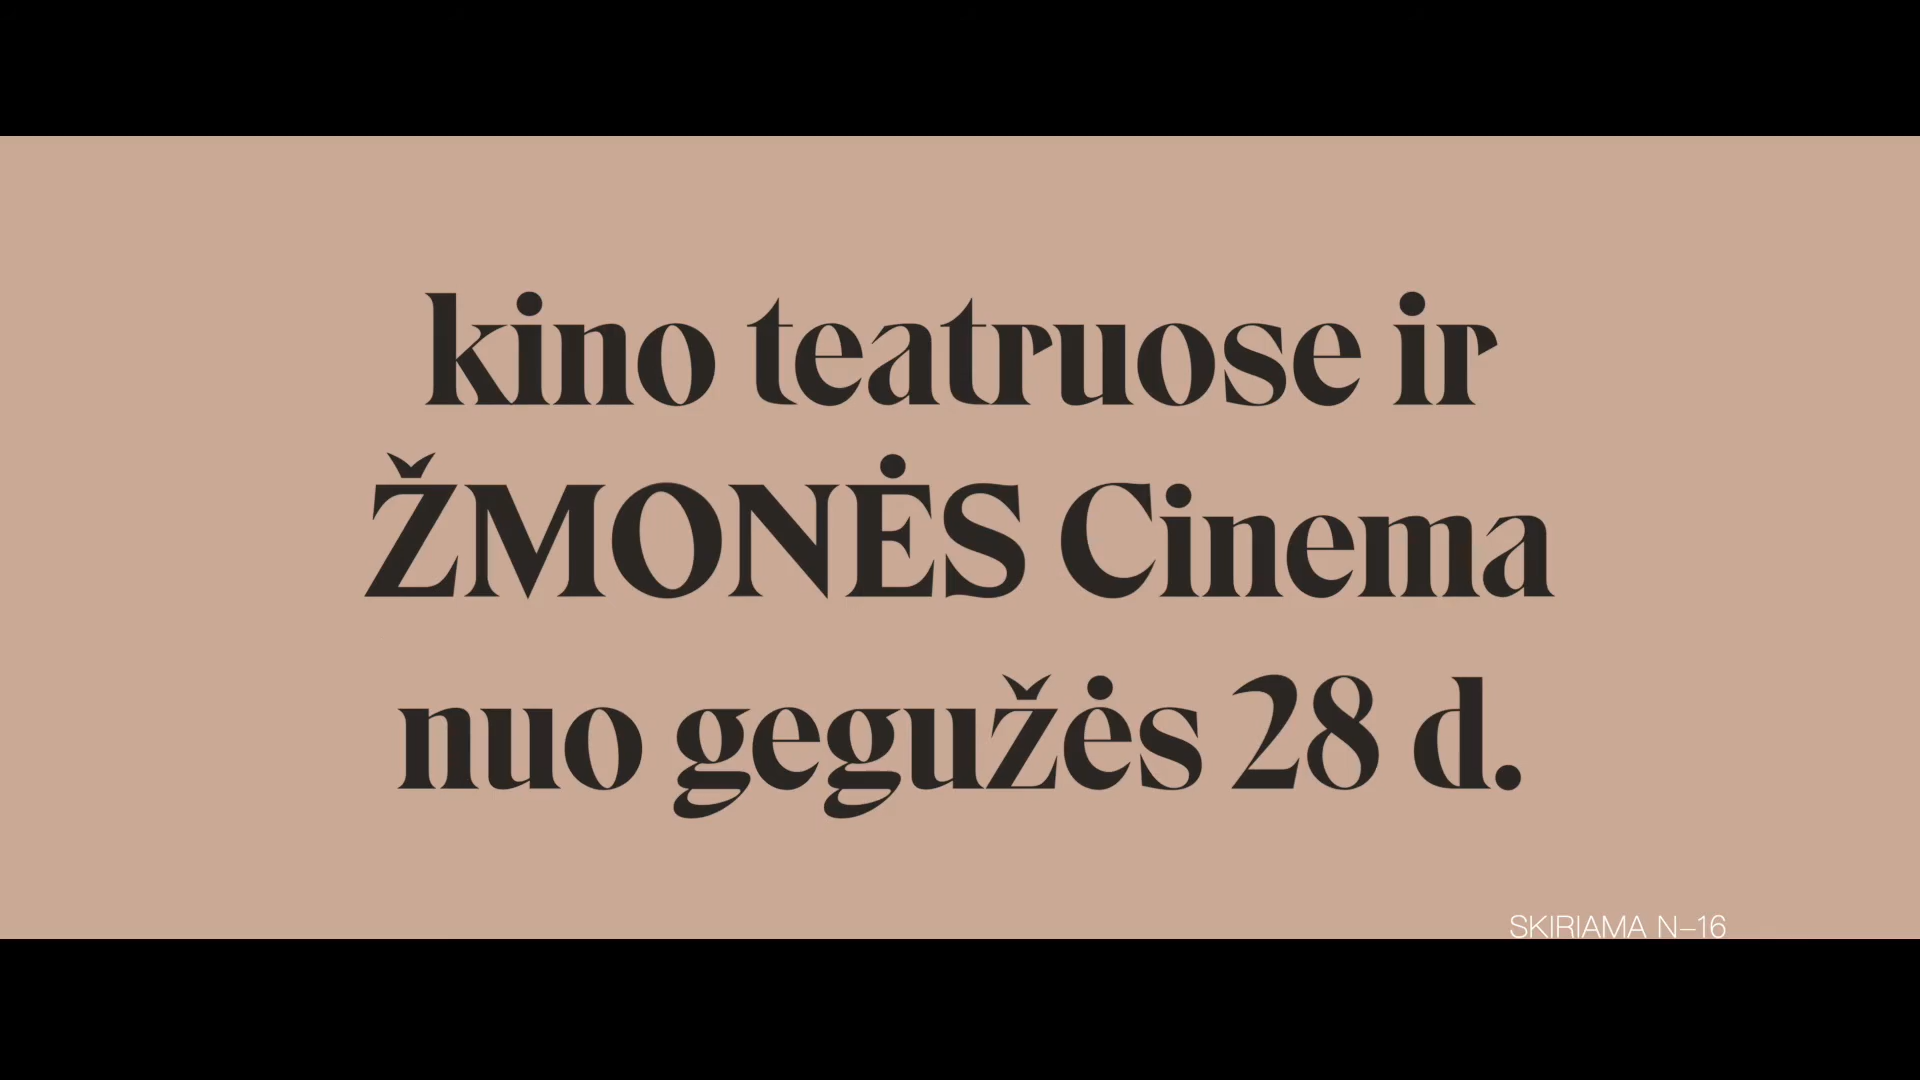 kino teatruose ir
ŽMONĖS Cinema
nuo gegužės 28 d.
SKIRIAMA N–16